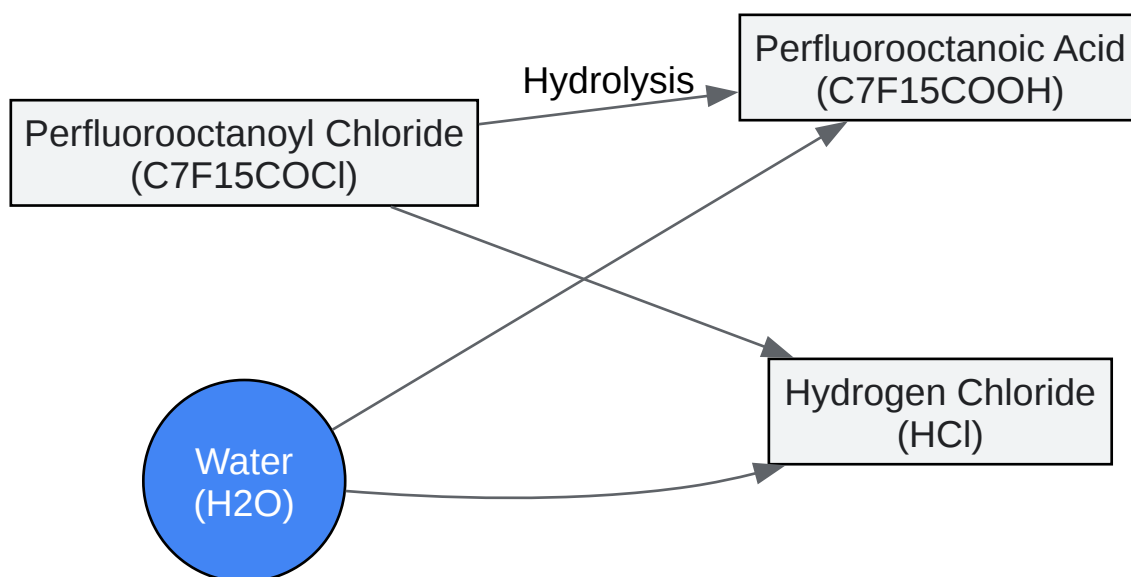 Perfluorooctanoyl Chloride
(C7F15COCl)
Hydrolysis
Perfluorooctanoic Acid
(C7F15COOH)
Water
(H2O)
Hydrogen Chloride
(HCl)